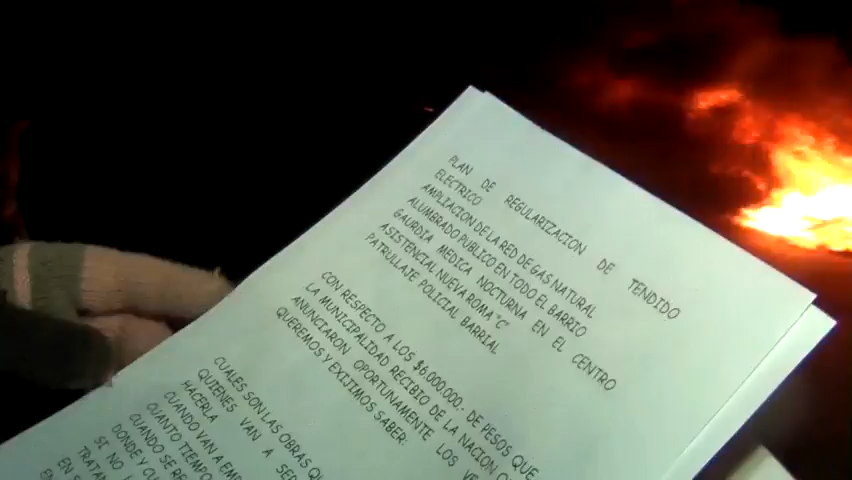 PLAN DE REGULARIZACION DE TENDIDO
ELECTRICO
AMPLIACION DE LA RED DE GAS NATURAL
ALUMBRADO PUBLICO EN TODO EL BARRIO
GAURDIA MEDICA NOCTURNA EN EL CENTRO
ASISTENCIAL NUEVA ROMA "C"
PATRULLAJE POLICIAL BARRIAL
CON RESPECTO A LOS $6.000.000.- DE PESOS QUE
LA MUNICIPALIDAD RECIBIO DE LA NACION
ANUNCIARON OPORTUNAMENTE LOS
QUEREMOS Y EXIJIMOS SABER:
CUALES SON LAS OBRAS
QUIENES VAN A
HACERLA
CUANDO VAN A
CUANTO TIEMPO
CUANDO SE
DONDE Y
SI NO